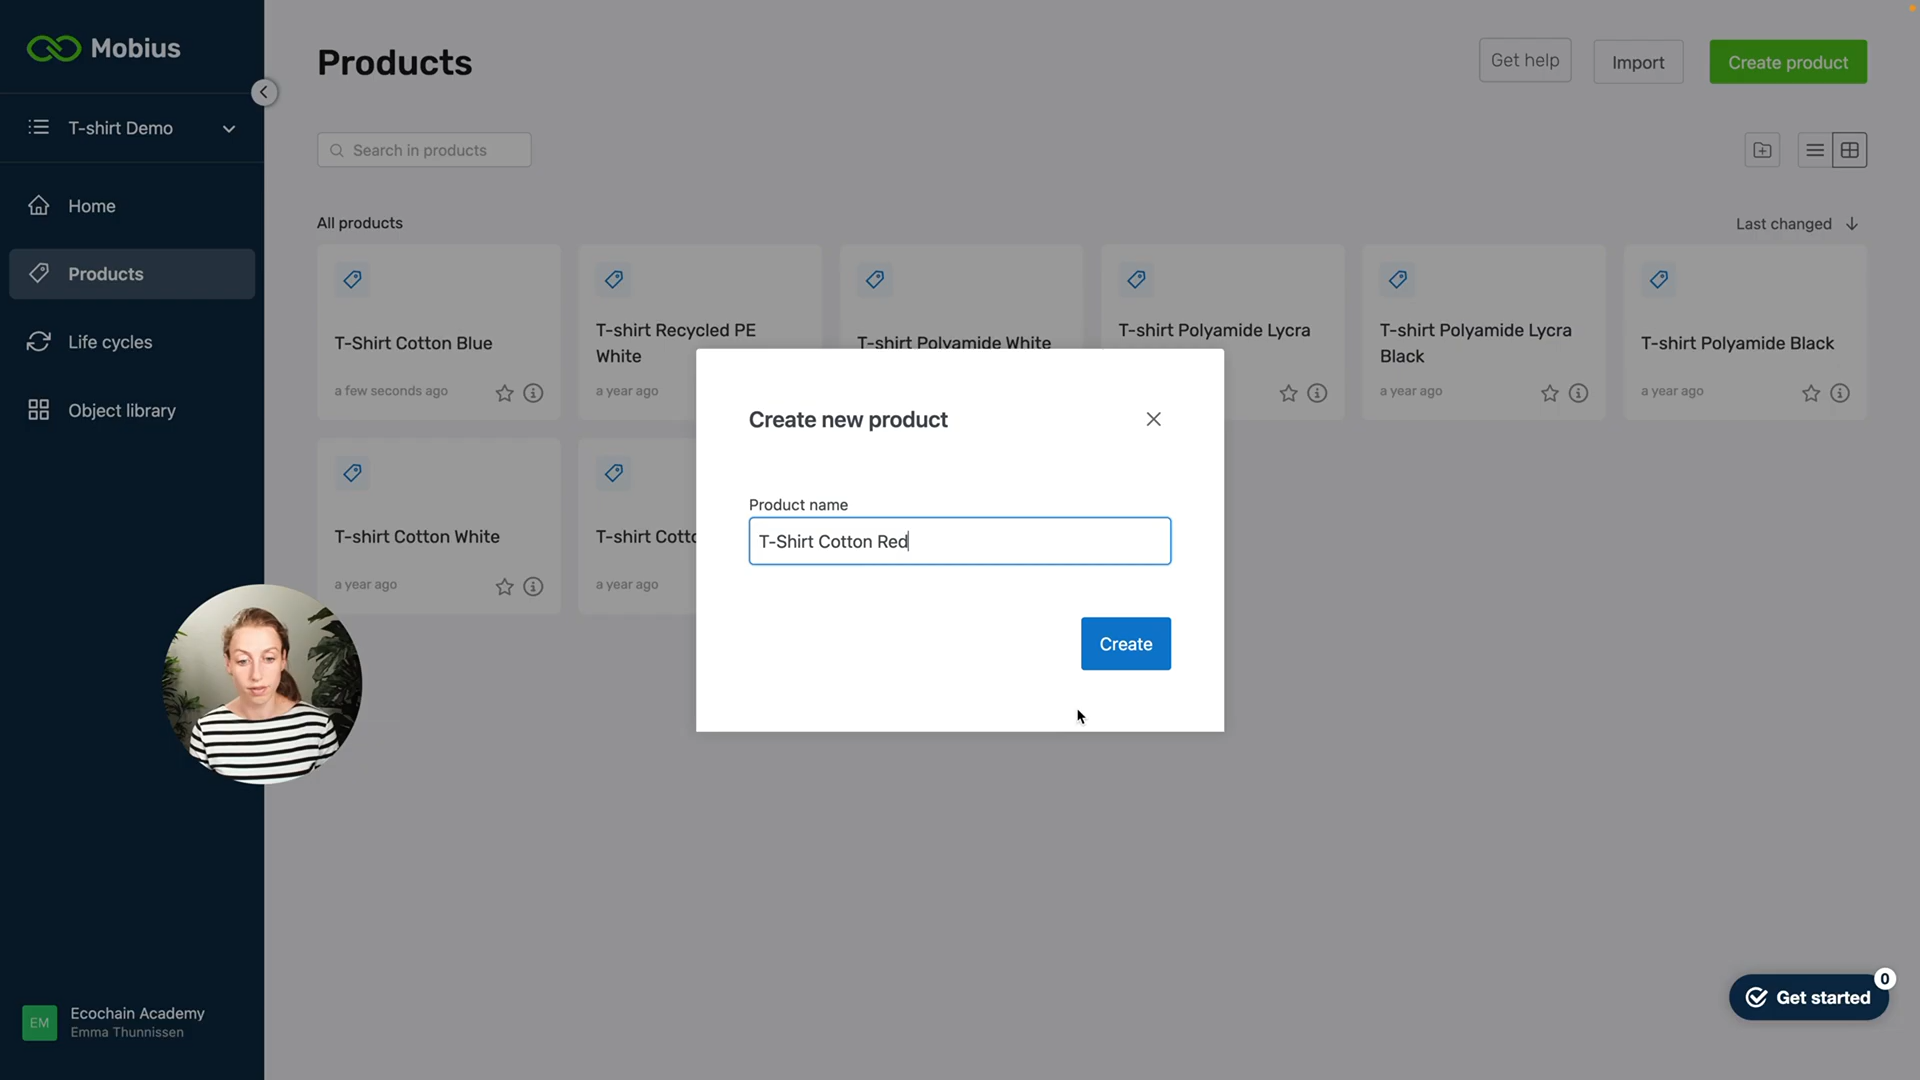 Mobius
T-shirt Demo
Home
Products
Life cycles
Object library
EM
Ecochain Academy
Emma Thunnissen
Products
Get help
Import
Create product
Search in products
All products
Last changed
T-Shirt Cotton Blue
a few seconds ago
T-shirt Recycled PE
White
a year ago
T-shirt Polyamide White
T-shirt Polyamide Lycra
T-shirt Polyamide Lycra
Black
a year ago
T-shirt Polyamide Black
a year ago
T-shirt Cotton White
a year ago
T-shirt Cotto
a year ago
Create new product
Product name
T-Shirt Cotton Red
Create
0
Get started